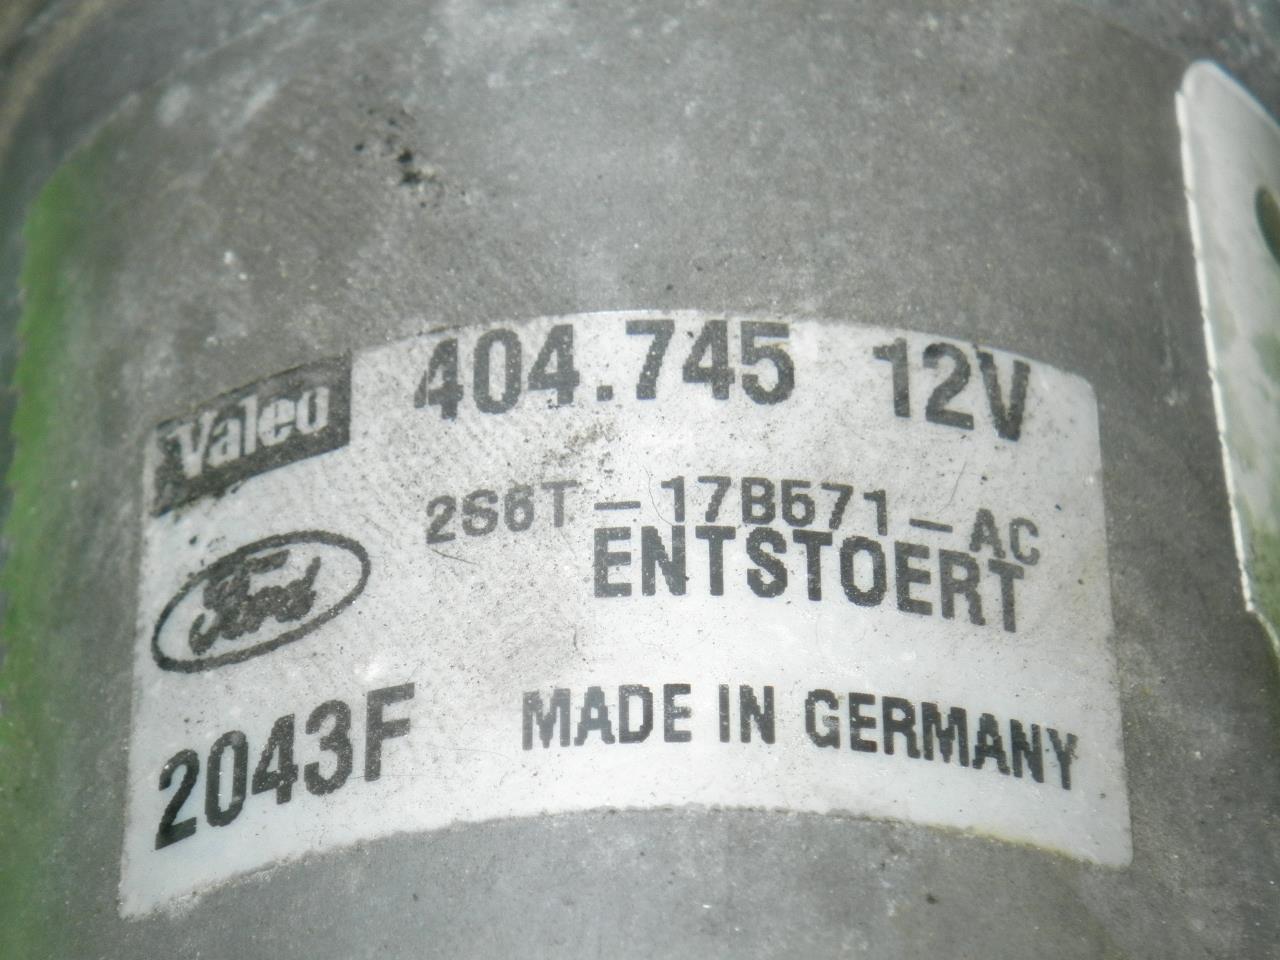 Valeo 404.745 12V
2S6T-17B571-AC
ENTSTOERT
Ford
2043F MADE IN GERMANY